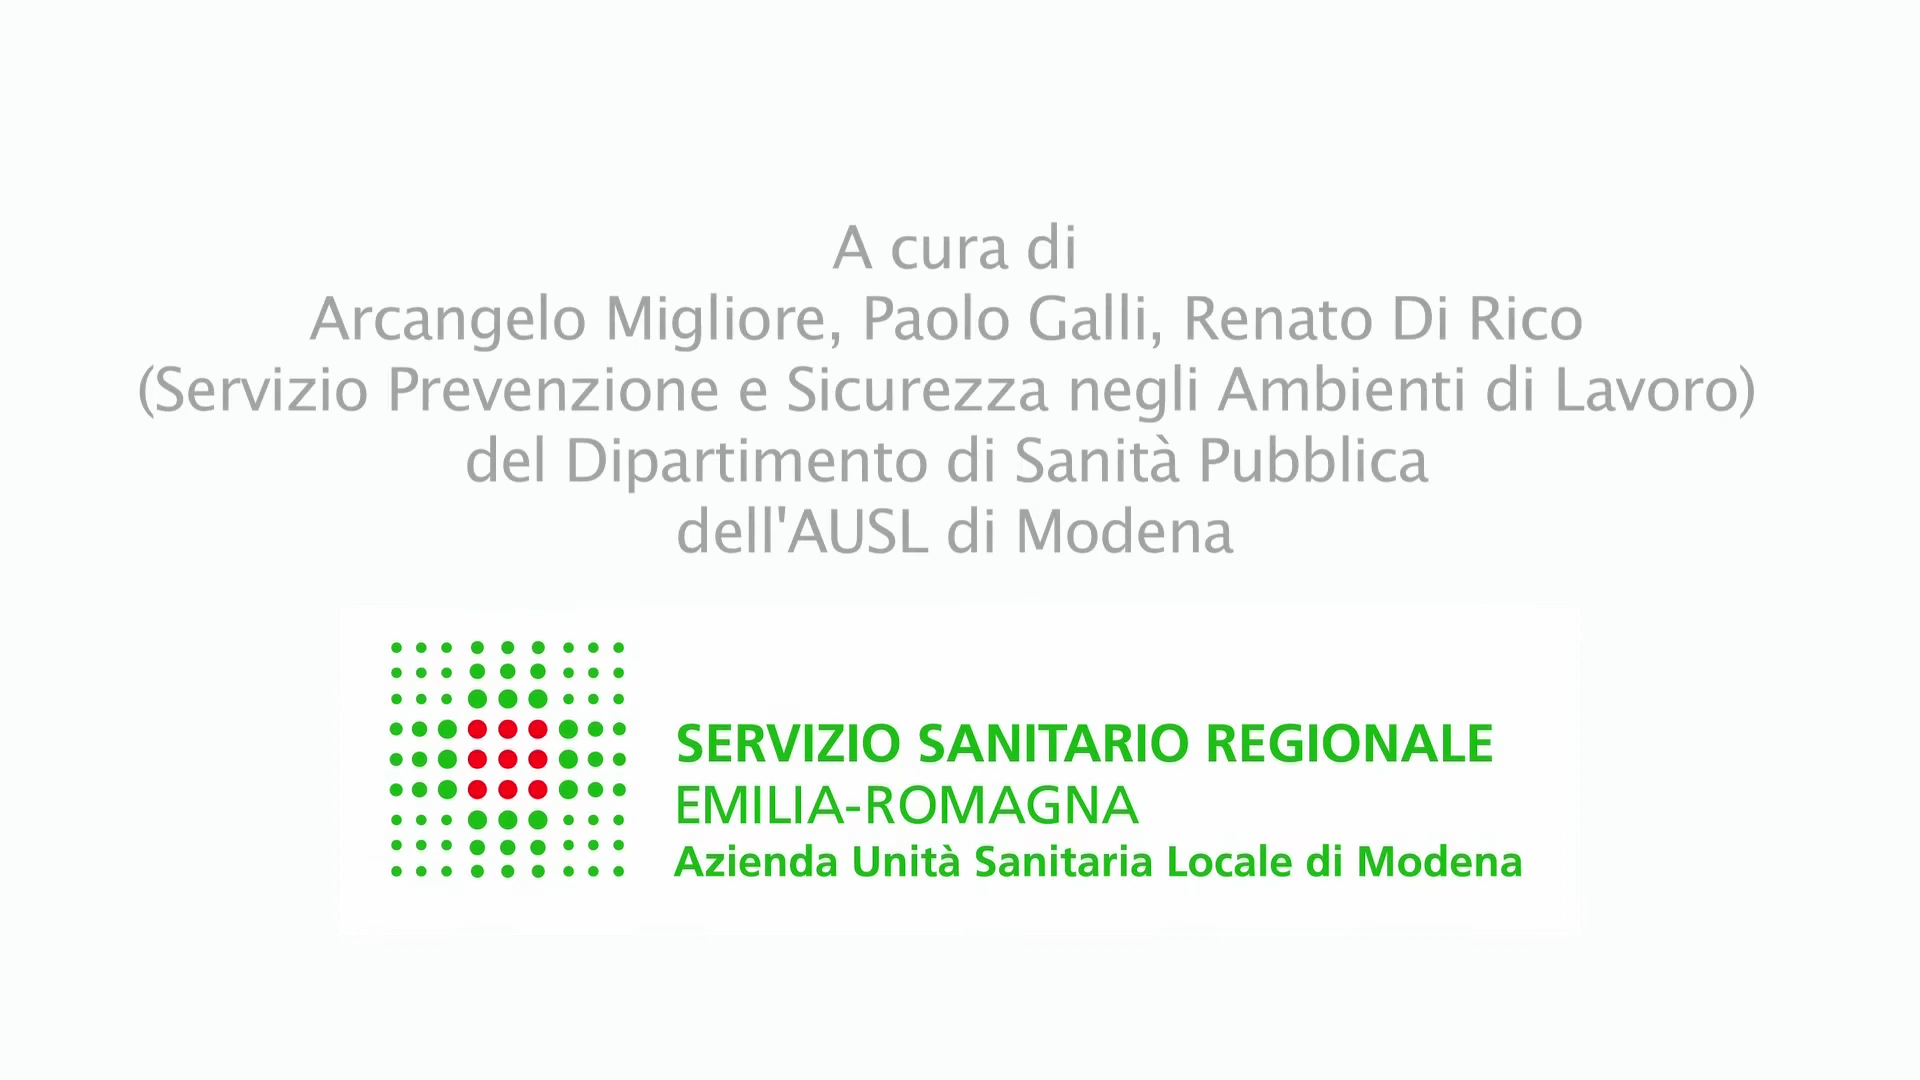 A cura di
Arcangelo Migliore, Paolo Galli, Renato Di Rico
(Servizio Prevenzione e Sicurezza negli Ambienti di Lavoro)
del Dipartimento di Sanità Pubblica
dell'AUSL di Modena
SERVIZIO SANITARIO REGIONALE
EMILIA-ROMAGNA
Azienda Unità Sanitaria Locale di Modena